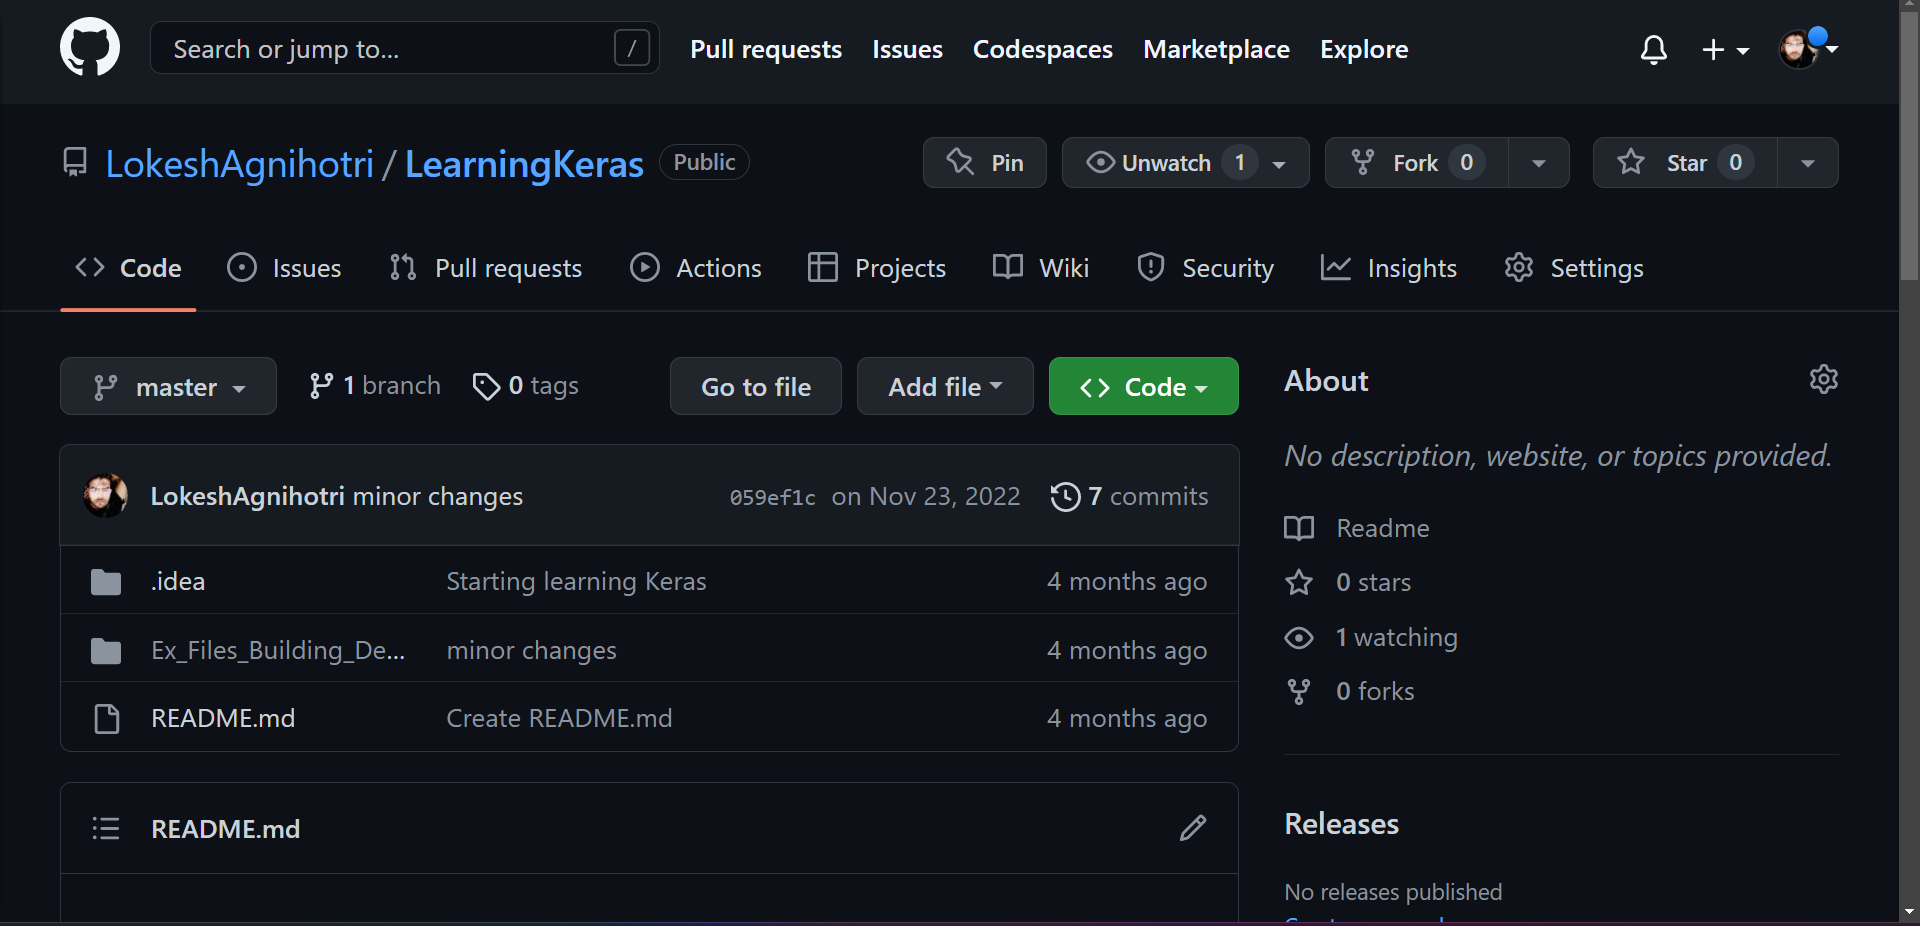 Search or jump to... / Pull requests Issues Codespaces Marketplace Explore
LokeshAgnihotri / LearningKeras Public Pin Unwatch 1 Fork 0 Star 0
Code Issues Pull requests Actions Projects Wiki Security Insights Settings
master 1 branch 0 tags Go to file Add file Code
LokeshAgnihotri minor changes 059ef1c on Nov 23, 2022 7 commits
.idea Starting learning Keras 4 months ago
Ex_Files_Building_De... minor changes 4 months ago
README.md Create README.md 4 months ago
README.md
About
No description, website, or topics provided.
Readme
0 stars
1 watching
0 forks
Releases
No releases published